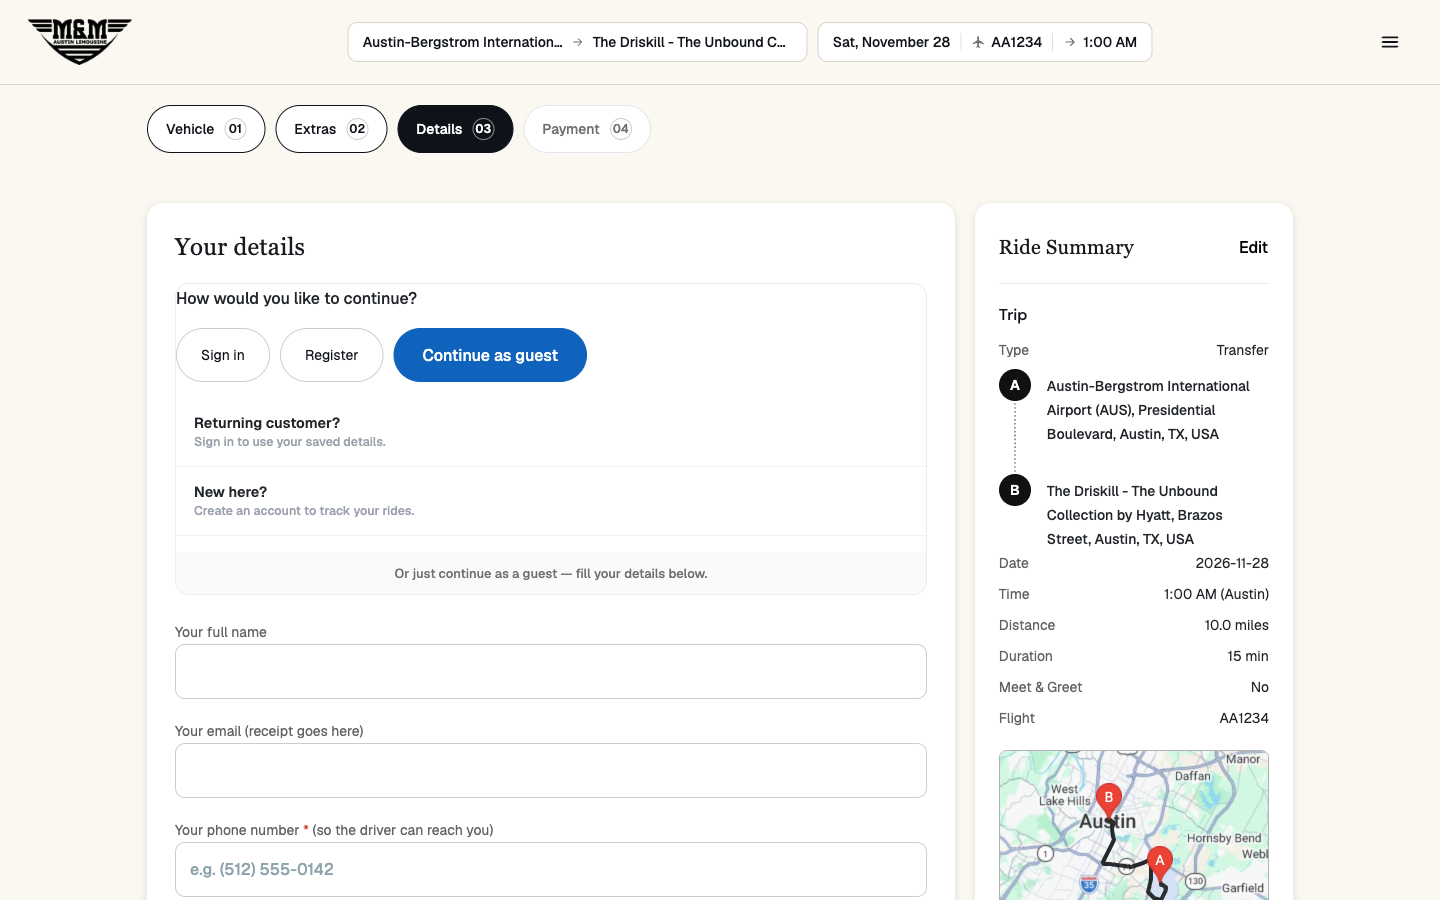 M&M
AUSTIN LIMOUSINE
Austin-Bergstrom Internation... → The Driskill - The Unbound C...
Sat, November 28 AA1234 → 1:00 AM
Vehicle 01
Extras 02
Details 03
Payment 04
Your details
How would you like to continue?
Sign in
Register
Continue as guest
Returning customer?
Sign in to use your saved details.
New here?
Create an account to track your rides.
Or just continue as a guest — fill your details below.
Your full name
Your email (receipt goes here)
Your phone number * (so the driver can reach you)
e.g. (512) 555-0142
Ride Summary
Edit
Trip
Type Transfer
A
Austin-Bergstrom International
Airport (AUS), Presidential
Boulevard, Austin, TX, USA
B
The Driskill - The Unbound
Collection by Hyatt, Brazos
Street, Austin, TX, USA
Date 2026-11-28
Time 1:00 AM (Austin)
Distance 10.0 miles
Duration 15 min
Meet & Greet No
Flight AA1234
Manor
Daffan
West
Lake Hills
B
Austin
Hornsby Bend
1
A
130
35
Garfield